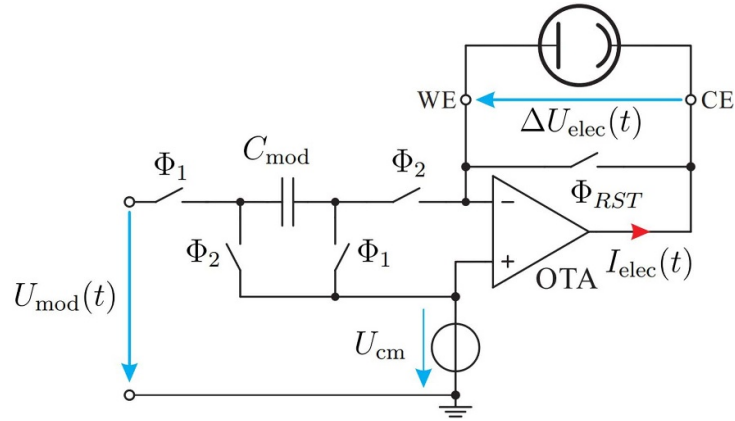 WE
CE
ΔU_elec(t)
Φ_1
C_mod
Φ_2
Φ_RST
−
Φ_2
Φ_1
+
OTA
I_elec(t)
U_mod(t)
U_cm